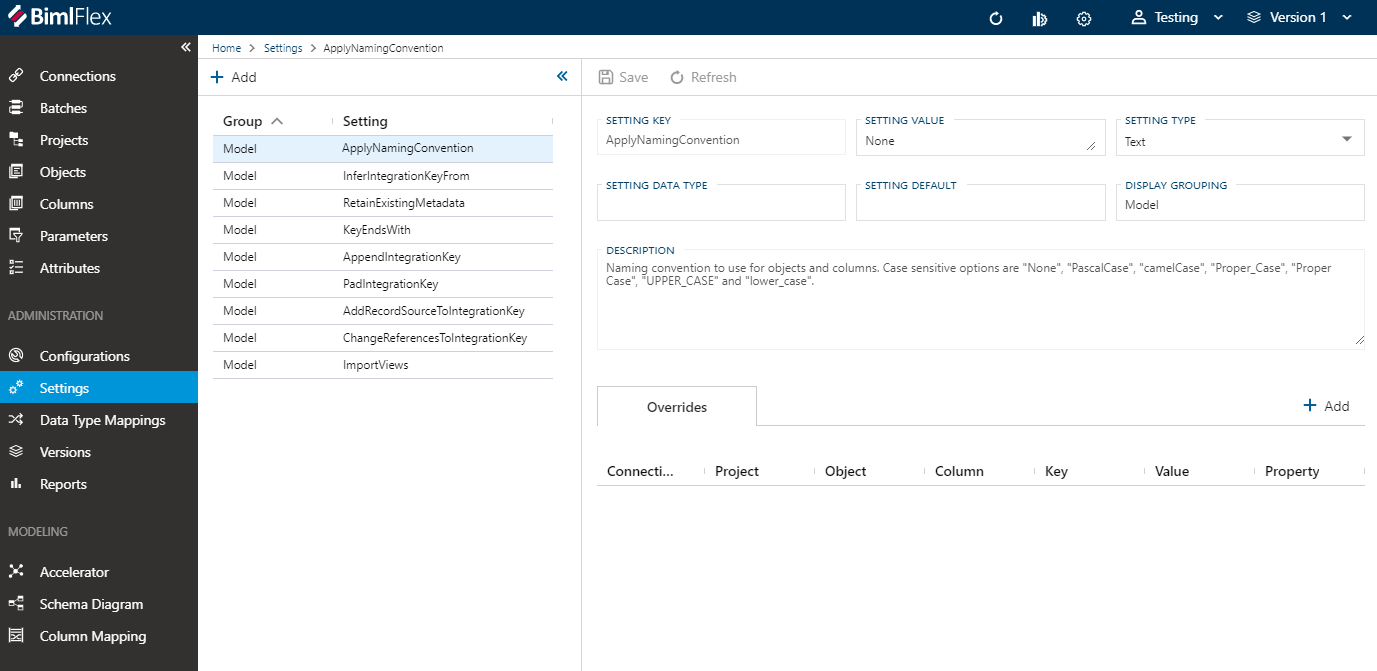 BimlFlex
Testing
Version 1
Connections
Batches
Projects
Objects
Columns
Parameters
Attributes
ADMINISTRATION
Configurations
Settings
Data Type Mappings
Versions
Reports
MODELING
Accelerator
Schema Diagram
Column Mapping
Home > Settings > ApplyNamingConvention
+ Add
Group Setting
Model ApplyNamingConvention
Model InferIntegrationKeyFrom
Model RetainExistingMetadata
Model KeyEndsWith
Model AppendIntegrationKey
Model PadIntegrationKey
Model AddRecordSourceToIntegrationKey
Model ChangeReferencesToIntegrationKey
Model ImportViews
Save Refresh
SETTING KEY
ApplyNamingConvention
SETTING VALUE
None
SETTING TYPE
Text
SETTING DATA TYPE
SETTING DEFAULT
DISPLAY GROUPING
Model
DESCRIPTION
Naming convention to use for objects and columns. Case sensitive options are "None", "PascalCase", "camelCase", "Proper_Case", "Proper
Case", "UPPER_CASE" and "lower_case".
Overrides
+ Add
Connecti... Project Object Column Key Value Property